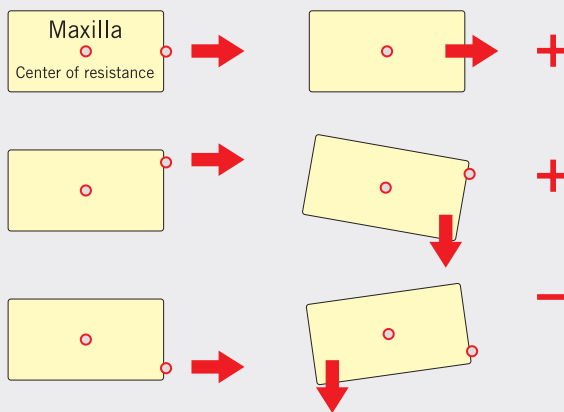 Maxilla
Center of resistance
+
+
−